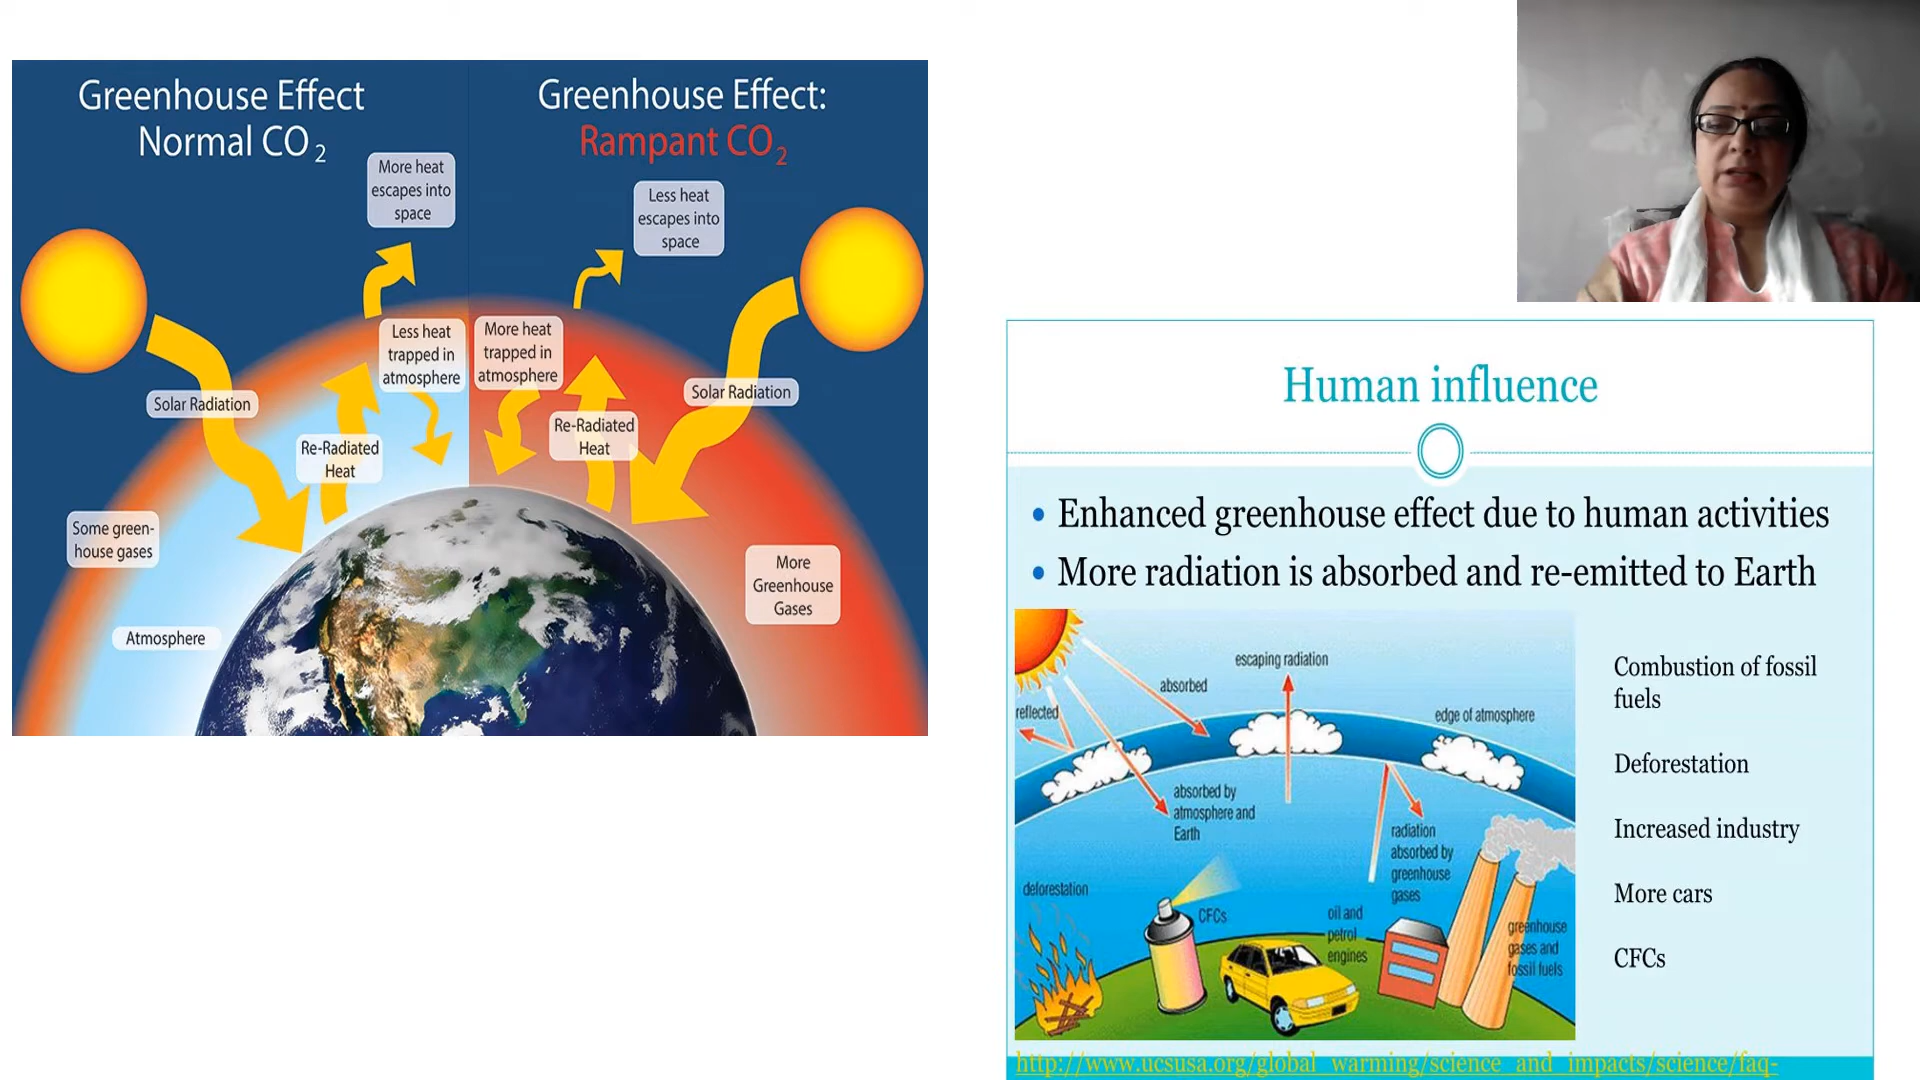 Greenhouse Effect
Normal CO2
More heat
escapes into
space
Less heat
trapped in
atmosphere
Solar Radiation
Re-Radiated
Heat
Some green-
house gases
Atmosphere
Greenhouse Effect:
Rampant CO2
Less heat
escapes into
space
More heat
trapped in
atmosphere
Solar Radiation
Re-Radiated
Heat
More
Greenhouse
Gases
Human influence
• Enhanced greenhouse effect due to human activities
• More radiation is absorbed and re-emitted to Earth
escaping radiation
absorbed
reflected
edge of atmosphere
absorbed by
atmosphere and
Earth
radiation
absorbed by
greenhouse
gases
deforestation
CFCs
oil and
petrol
engines
greenhouse
gases and
fossil fuels
Combustion of fossil
fuels
Deforestation
Increased industry
More cars
CFCs
http://www.ucsusa.org/global_warming/science_and_impacts/science/faq-